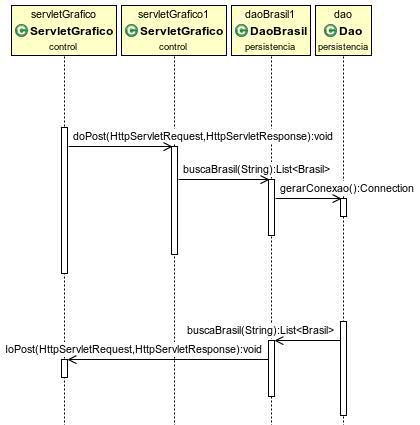 servletGrafico servletGrafico1 daoBrasil1 dao
C ServletGrafico C ServletGrafico C DaoBrasil C Dao
control control persistencia persistencia
doPost(HttpServletRequest,HttpServletResponse):void
buscaBrasil(String):List<Brasil>
gerarConexao():Connection
buscaBrasil(String):List<Brasil>
loPost(HttpServletRequest,HttpServletResponse):void